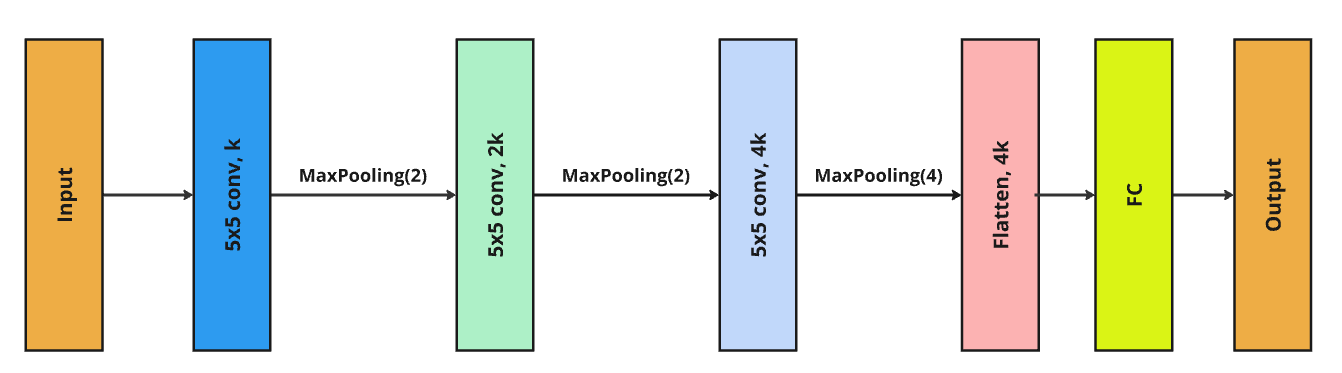 Input
5x5 conv, k
MaxPooling(2)
5x5 conv, 2k
MaxPooling(2)
5x5 conv, 4k
MaxPooling(4)
Flatten, 4k
FC
Output